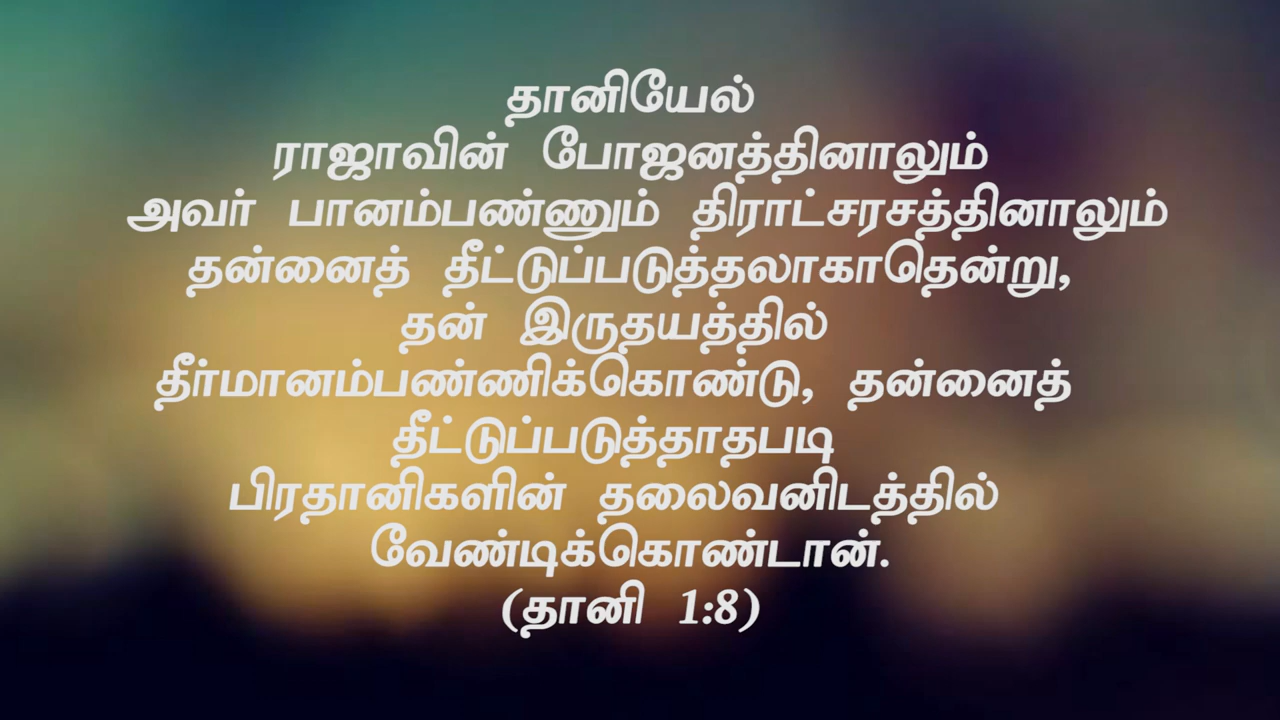 தானியேல்
ராஜாவின் போஜனத்தினாலும்
அவர் பானம்பண்ணும் திராட்சரசத்தினாலும்
தன்னைத் தீட்டுப்படுத்தலாகாதென்று,
தன் இருதயத்தில்
தீர்மானம்பண்ணிக்கொண்டு, தன்னைத்
தீட்டுப்படுத்தாதபடி
பிரதானிகளின் தலைவனிடத்தில்
வேண்டிக்கொண்டான்.
(தானி 1:8)